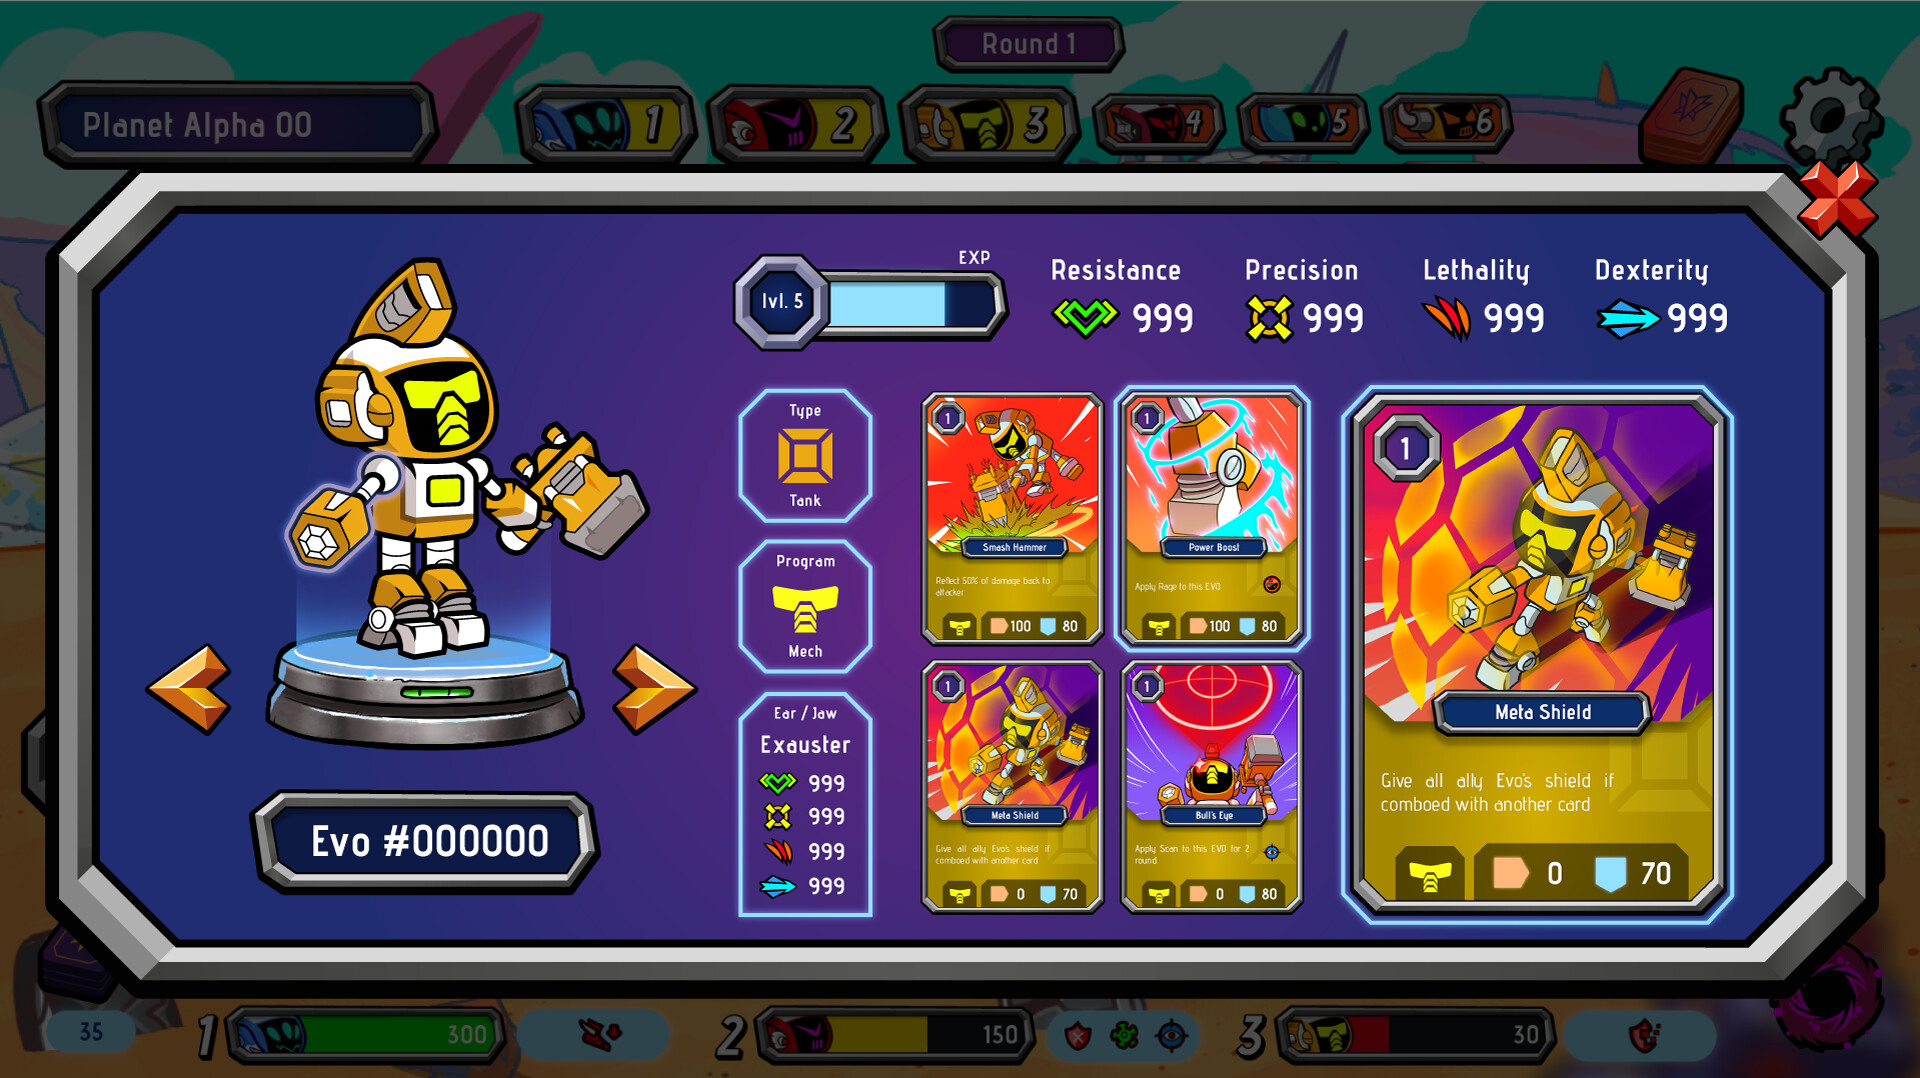 Round 1
Planet Alpha 00
1
2
3
4
5
6
EXP
lvl. 5
Resistance
999
Precision
999
Lethality
999
Dexterity
999
Type
Tank
Program
Mech
Ear / Jaw
Exauster
999
999
999
999
1
Smash Hammer
Reflect 50% of damage back to
attacker
100
80
1
Power Boost
Apply Rage to this EVO.
100
80
1
Meta Shield
Give all ally Evo's shield if
comboed with another card
0
70
1
Bull's Eye
Apply Scan to this EVO for 2
round.
0
80
1
Meta Shield
Give all ally Evo's shield if
comboed with another card
0
70
Evo #000000
35
1
300
2
150
3
30